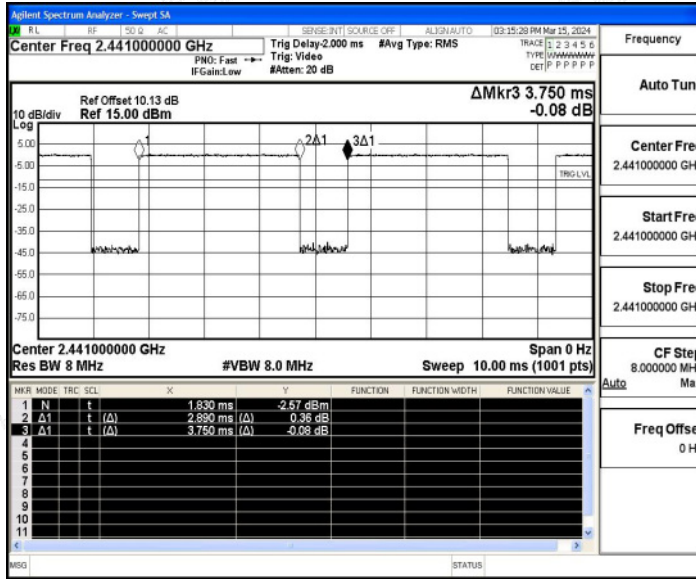 Agilent Spectrum Analyzer - Swept SA
RL RF 50 Ω AC SENSE:INT SOURCE OFF ALIGNAUTO 03:15:28 PM Mar 15, 2024
Center Freq 2.441000000 GHz
PNO: Fast
IFGain:Low
Trig Delay-2.000 ms
Trig: Video
#Atten: 20 dB
#Avg Type: RMS
TRACE 1 2 3 4 5 6
TYPE
DET P P P P P P
Ref Offset 10.13 dB
Ref 15.00 dBm
10 dB/div
Log
ΔMkr3 3.750 ms
-0.08 dB
1
2Δ1
3Δ1
TRIG LVL
5.00
-5.00
-15.0
-25.0
-35.0
-45.0
-55.0
-65.0
-75.0
Center 2.441000000 GHz
Span 0 Hz
Res BW 8 MHz
#VBW 8.0 MHz
Sweep 10.00 ms (1001 pts)
MKR MODE TRC SCL X Y FUNCTION FUNCTION WIDTH FUNCTION VALUE
1 N t 1.830 ms -2.57 dBm
2 Δ1 t (Δ) 2.890 ms (Δ) 0.36 dB
3 Δ1 t (Δ) 3.750 ms (Δ) -0.08 dB
4
5
6
7
8
9
10
11
MSG
STATUS
Frequency
Auto Tun
Center Fre
2.441000000 GH
Start Fre
2.441000000 GH
Stop Fre
2.441000000 GH
CF Step
8.000000 MH
Auto Ma
Freq Offse
0 H